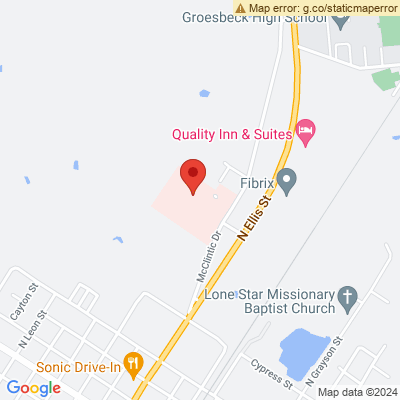 Map error: g.co/staticmaperror
Groesbeck High School
Quality Inn & Suites
Fibrix
N Ellis St
McClintic Dr
Lone Star Missionary
Baptist Church
Cayton St
N Leon St
Sonic Drive-In
N Grayson St
Cypress St
Google
Map data ©2024